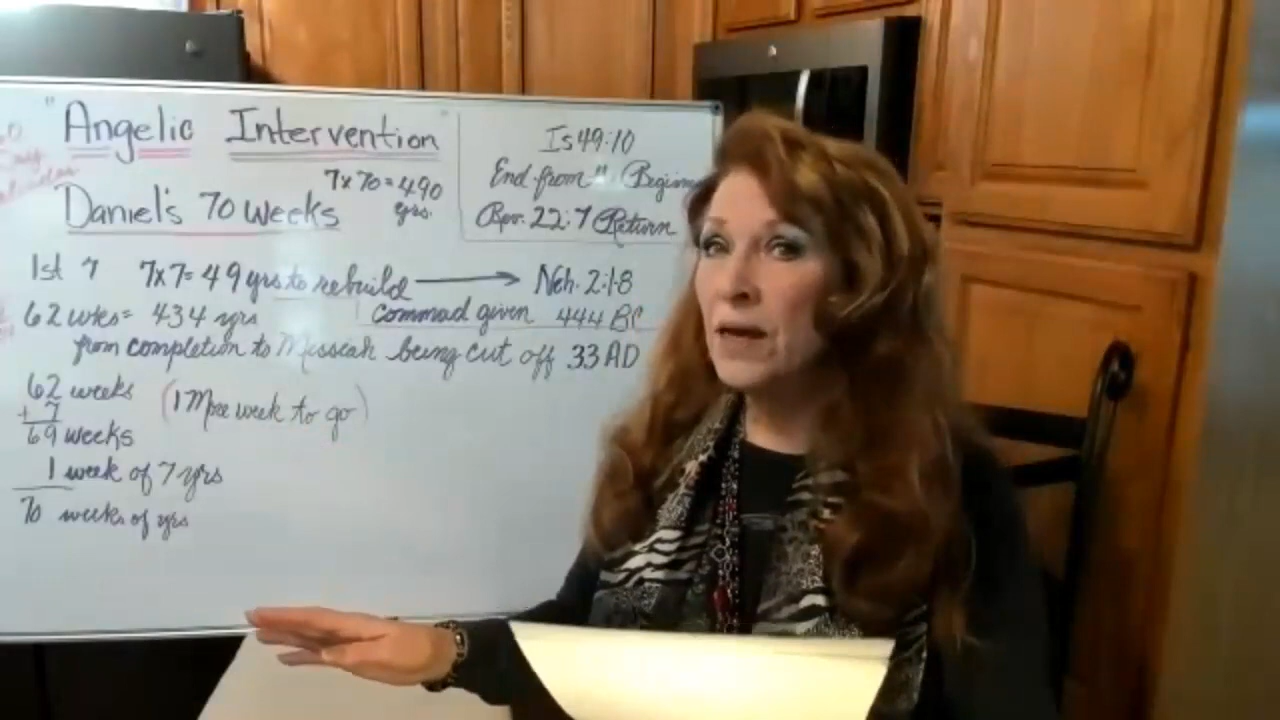 "Angelic Intervention"
7x70=490
yrs.
Daniel's 70 Weeks
Is 49:10
End from "Beginn
Rev. 22:7 Return
1st 7 7x7=49 yrs to rebuild Neh. 2:1-8
62 wks= 434 yrs Commad given 444 BC
from completion to Messiah being cut off 33 AD
62 weeks (1 More week to go)
+ 7
69 weeks
1 week of 7 yrs
70 weeks of yrs